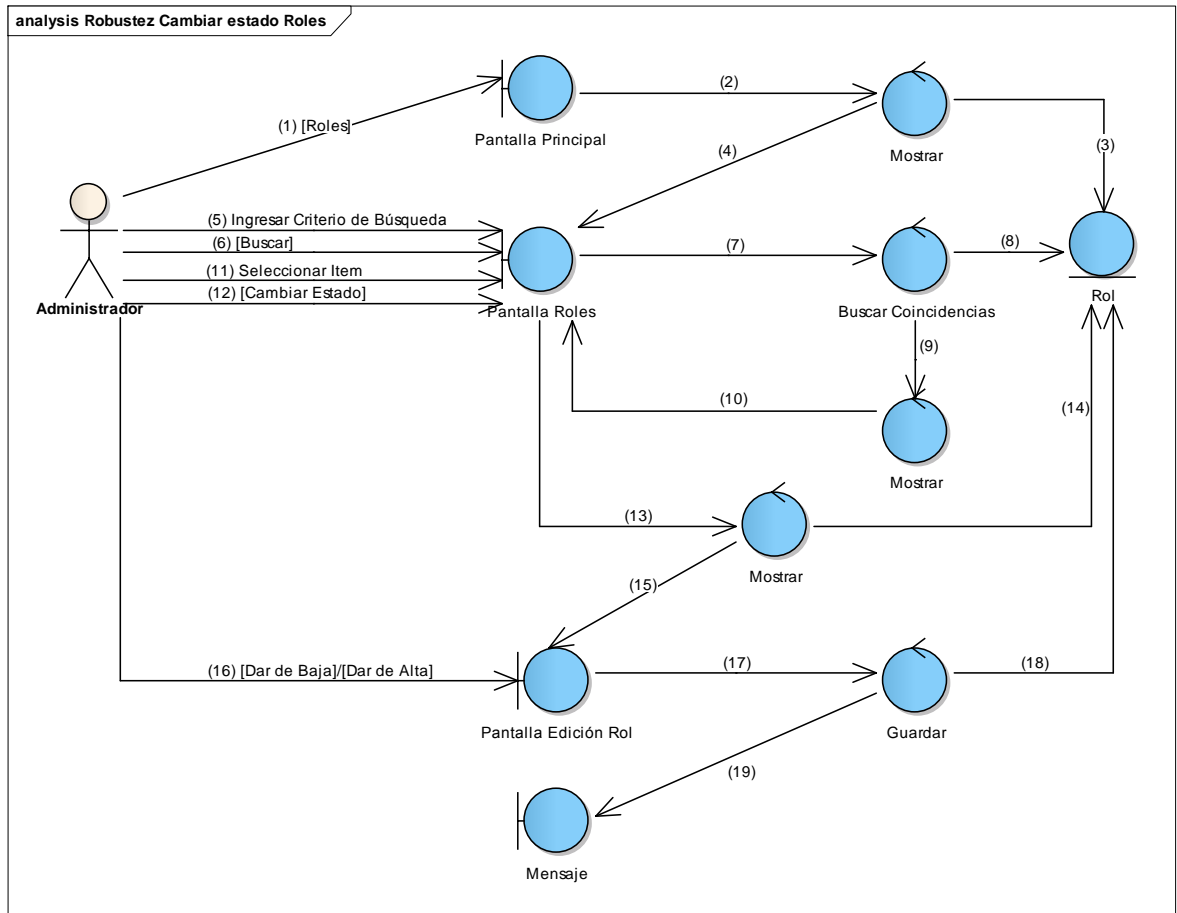 analysis Robustez Cambiar estado Roles
(1) [Roles]
Pantalla Principal
(2)
Mostrar
(3)
(4)
(5) Ingresar Criterio de Búsqueda
(6) [Buscar]
(11) Seleccionar Item
(12) [Cambiar Estado]
Administrador
Pantalla Roles
(7)
Buscar Coincidencias
(8)
Rol
(9)
(10)
Mostrar
(13)
(14)
Mostrar
(15)
(16) [Dar de Baja]/[Dar de Alta]
Pantalla Edición Rol
(17)
Guardar
(18)
(19)
Mensaje